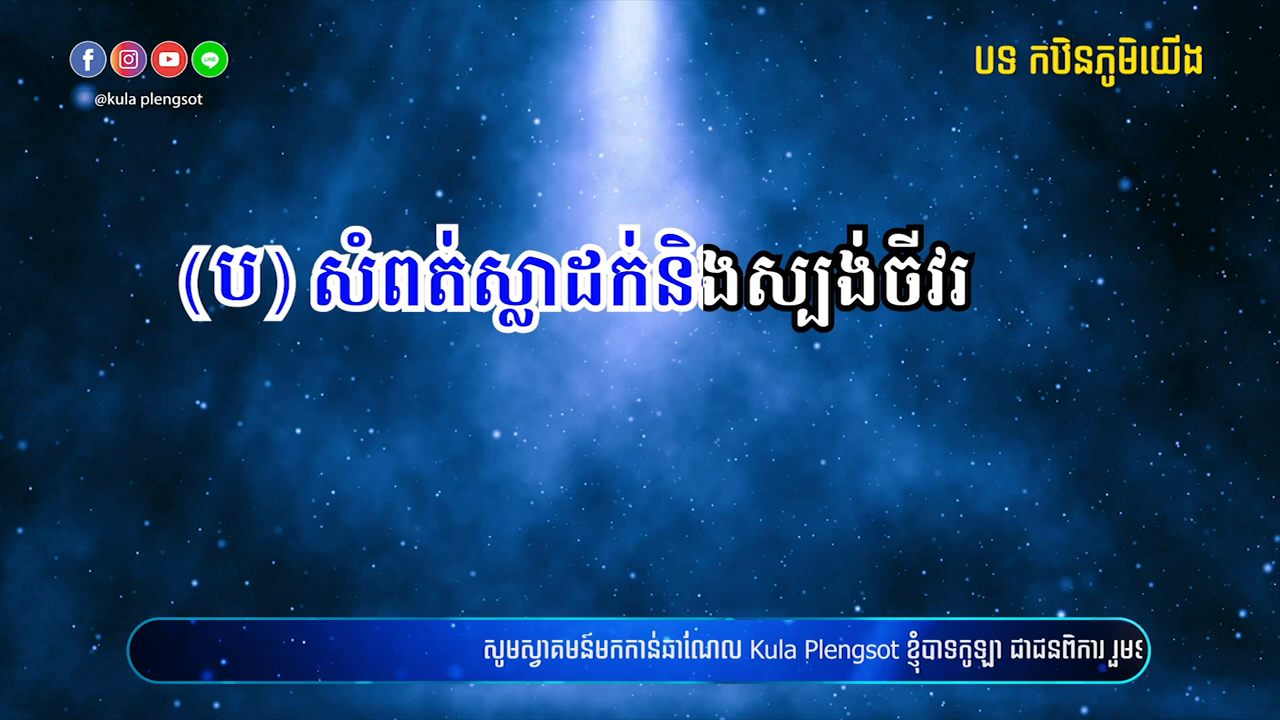 បទ កឋិនភូមិយើង
@kula plengsot
(ប) សំពត់ស្លាដក់និងស្បង់ចីវរ
សូមស្វាគមន៍មកកាន់ឆាណែល Kula Plengsot ខ្ញុំបាទកូឡា ជាជនពិការ